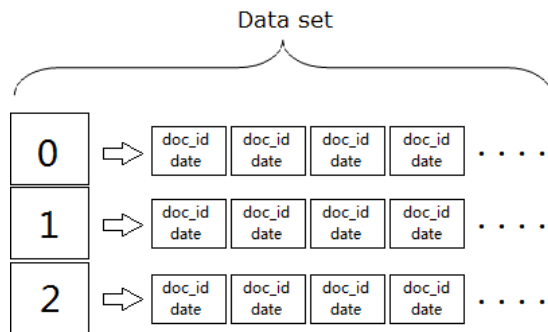 Data set
0
doc_id doc_id doc_id doc_id
date date date date
. . . .
1
doc_id doc_id doc_id doc_id
date date date date
. . . .
2
doc_id doc_id doc_id doc_id
date date date date
. . . .